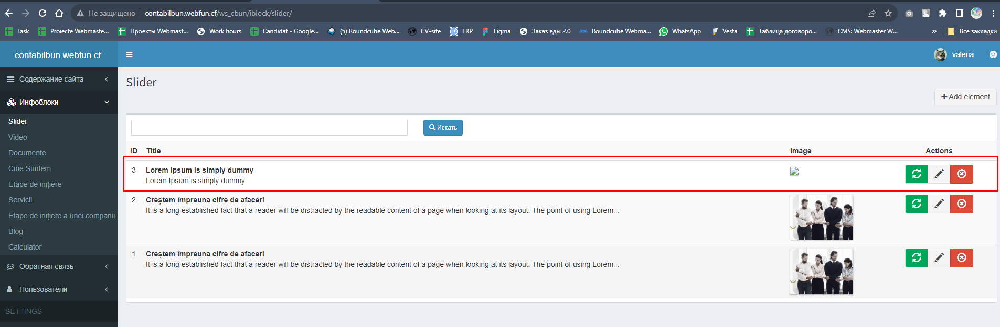 Не защищено contabilbun.webfun.cf/ws_cbun/iblock/slider/
Task Proiecte Webmaste... Проекты Webmast... Work hours Candidat - Google... (5) Roundcube Web... CV-site ERP Figma Заказ еды 2.0 Roundcube Webma... WhatsApp Vesta Таблица договоро... CMS: Webmaster W... » Все закладки
contabilbun.webfun.cf valeria
Содержание сайта
Slider
Инфоблоки
Add element
Slider
Искать
Video
Documente
ID Title Image Actions
Cine Suntem
3 Lorem Ipsum is simply dummy
Lorem Ipsum is simply dummy
Etape de inițiere
Servicii
2 Creștem împreuna cifre de afaceri
It is a long established fact that a reader will be distracted by the readable content of a page when looking at its layout. The point of using Lorem...
Etape de inițiere a unei companii
Blog
Calculator
1 Creștem împreuna cifre de afaceri
It is a long established fact that a reader will be distracted by the readable content of a page when looking at its layout. The point of using Lorem...
Обратная связь
Пользователи
SETTINGS